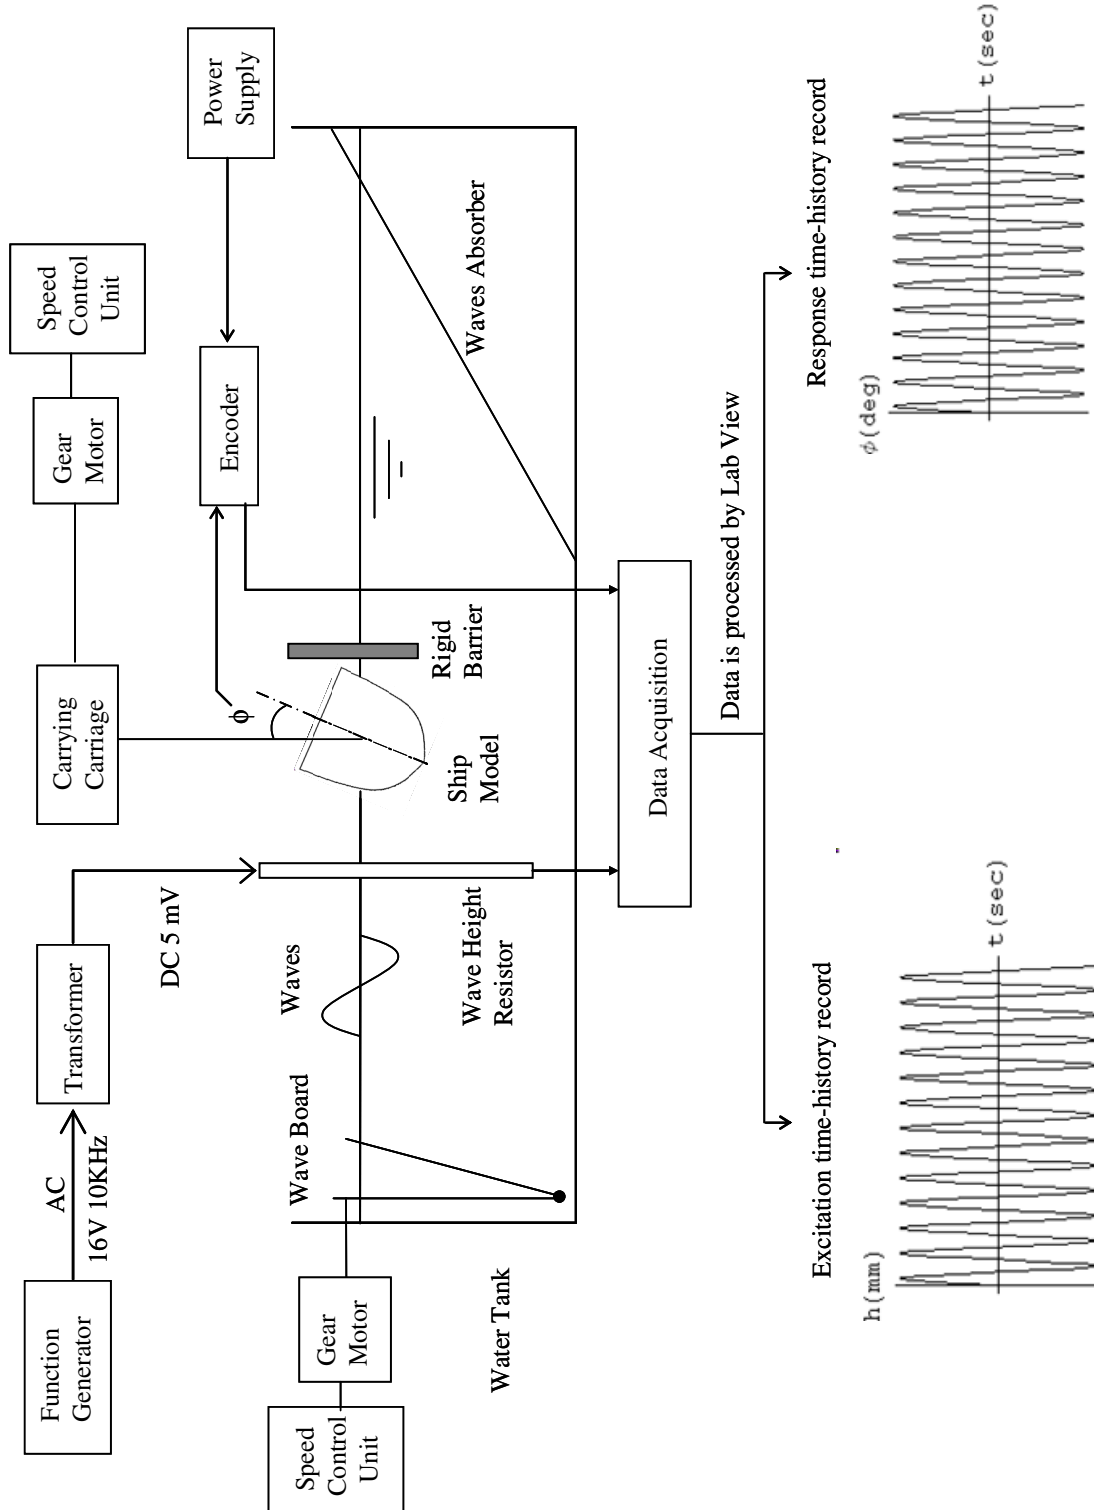 Function
Generator
AC
16V 10KHz
Transformer
DC 5 mV
Carrying
Carriage
Gear
Motor
Speed
Control
Unit
Power
Supply
Encoder
ϕ
Speed
Control
Unit
Gear
Motor
Wave Board
Waves
Wave Height
Resistor
Ship
Model
Rigid
Barrier
Waves Absorber
Water Tank
Data Acquisition
Data is processed by Lab View
Excitation time-history record
h(mm)
t(sec)
Response time-history record
ϕ(deg)
t(sec)